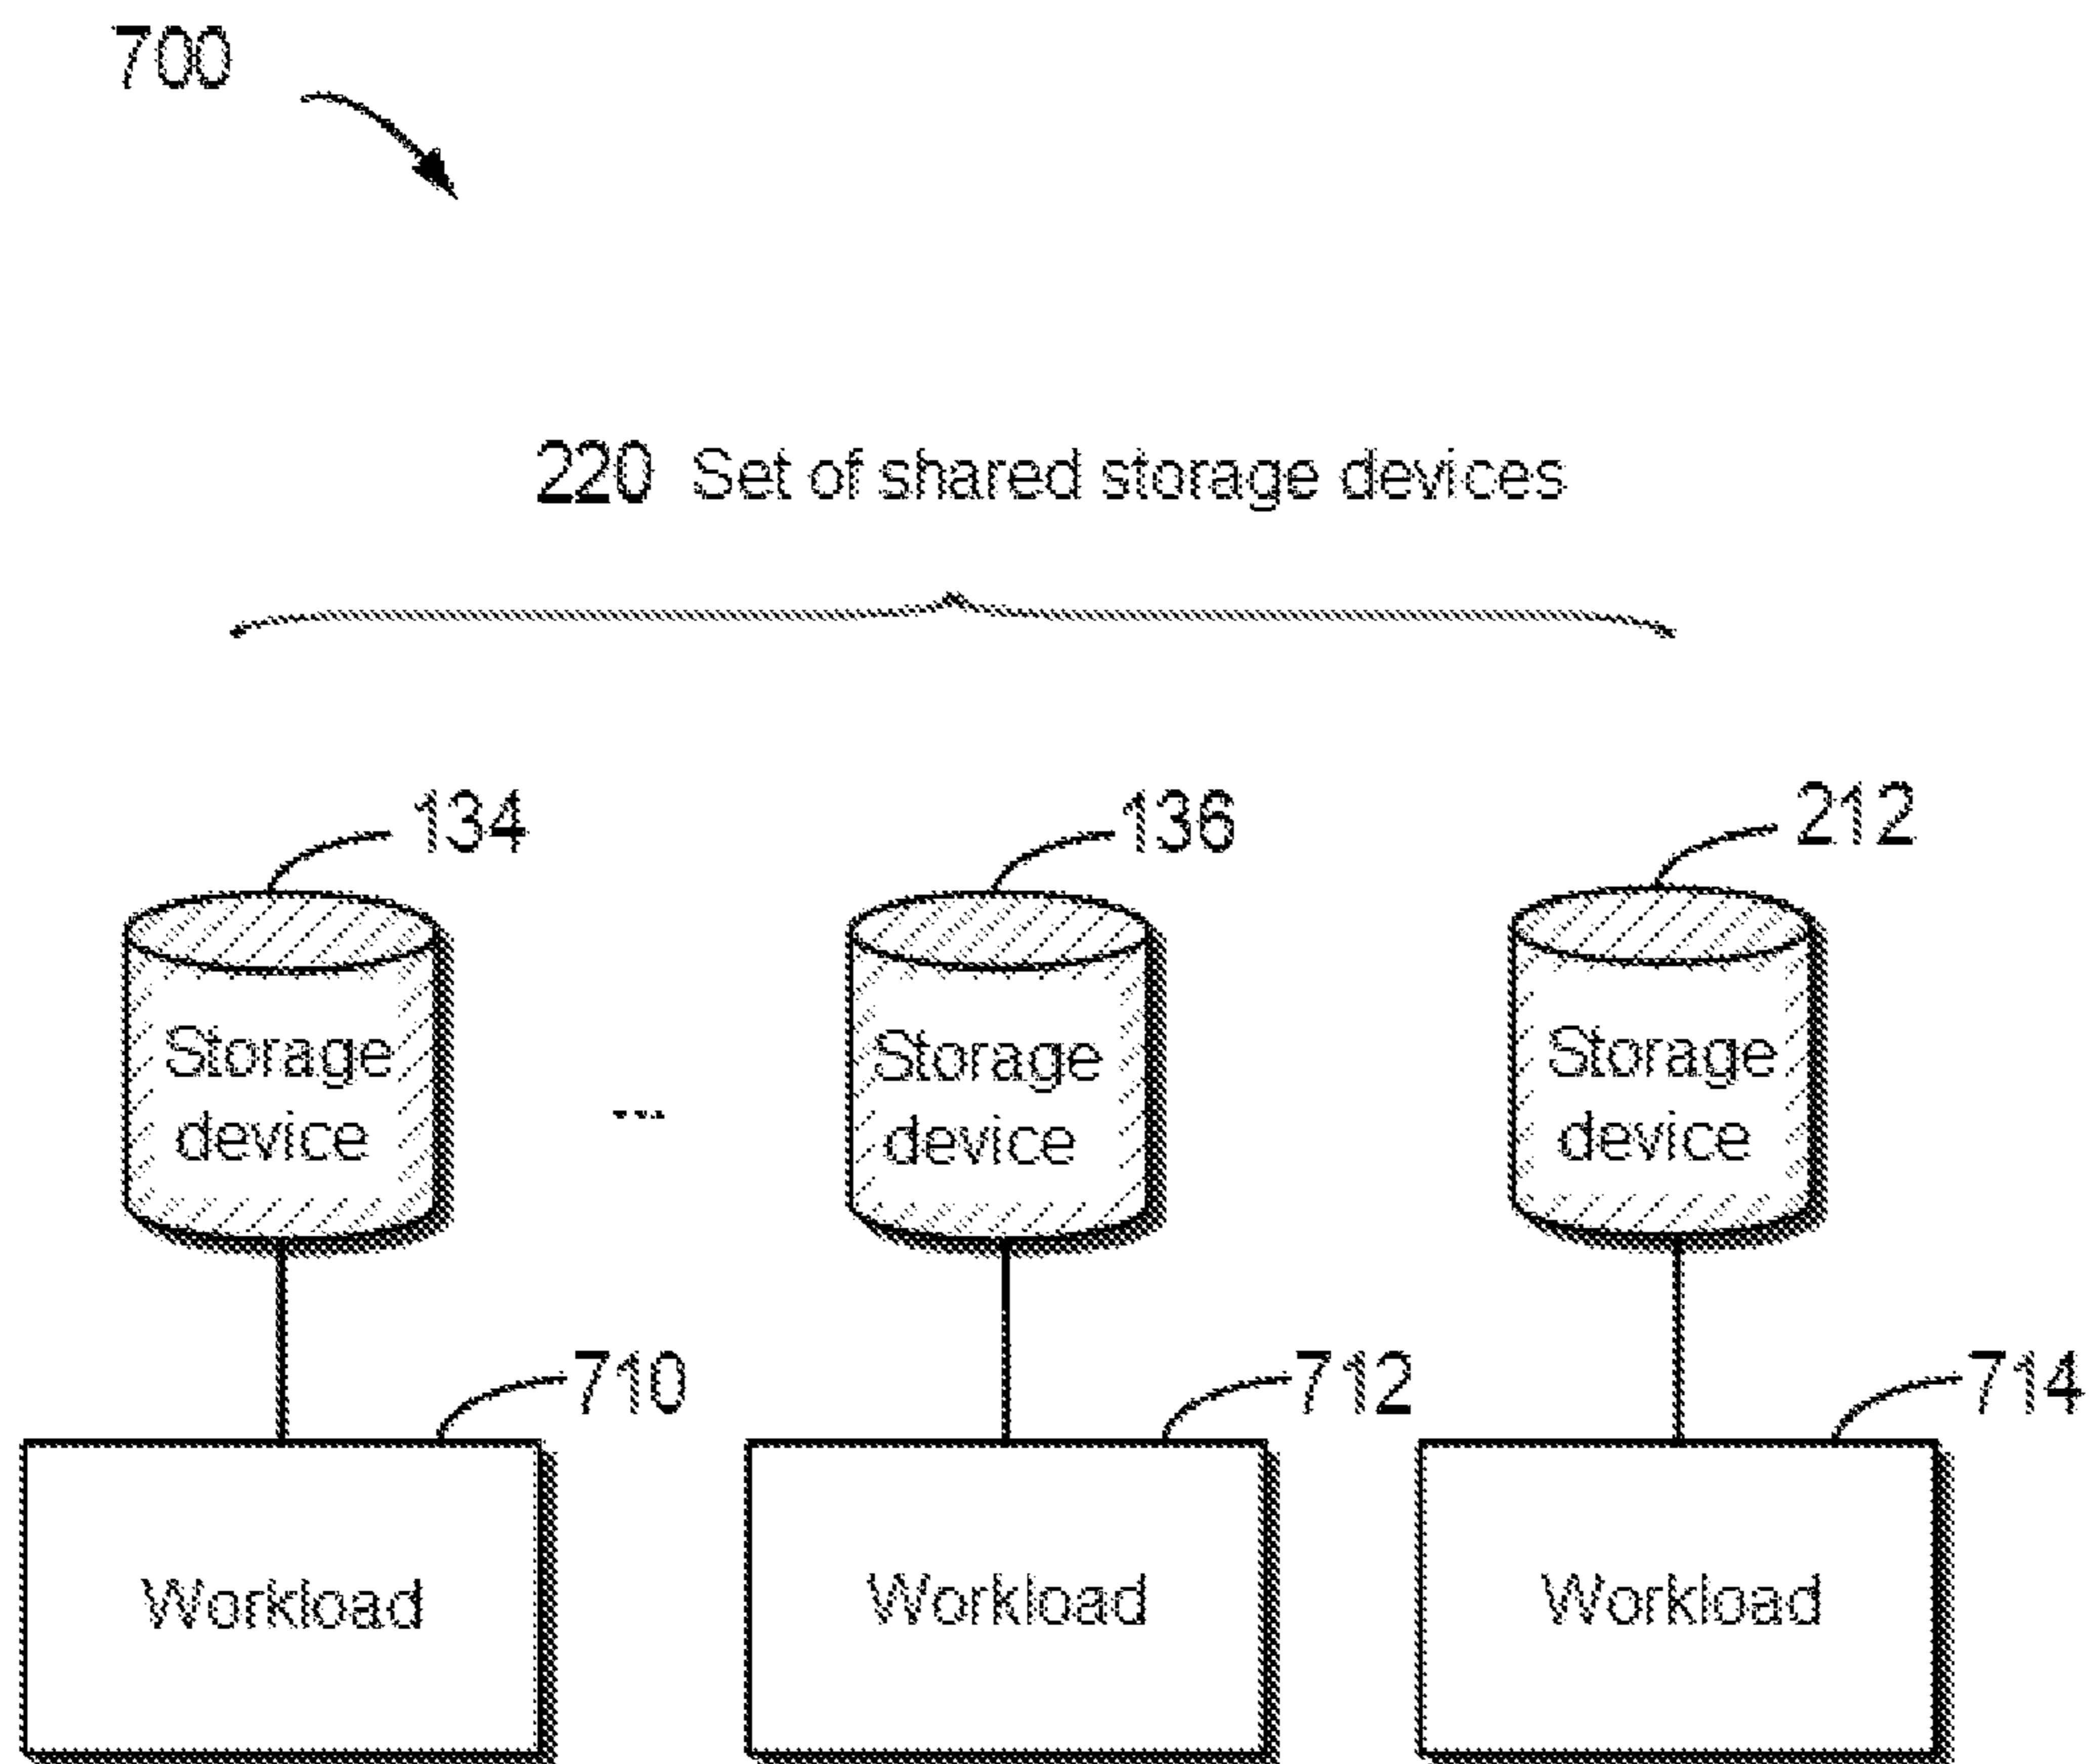 700
220 Set of shared storage devices
134
136
212
Storage
device
...
Storage
device
Storage
device
710
712
714
Workload
Workload
Workload